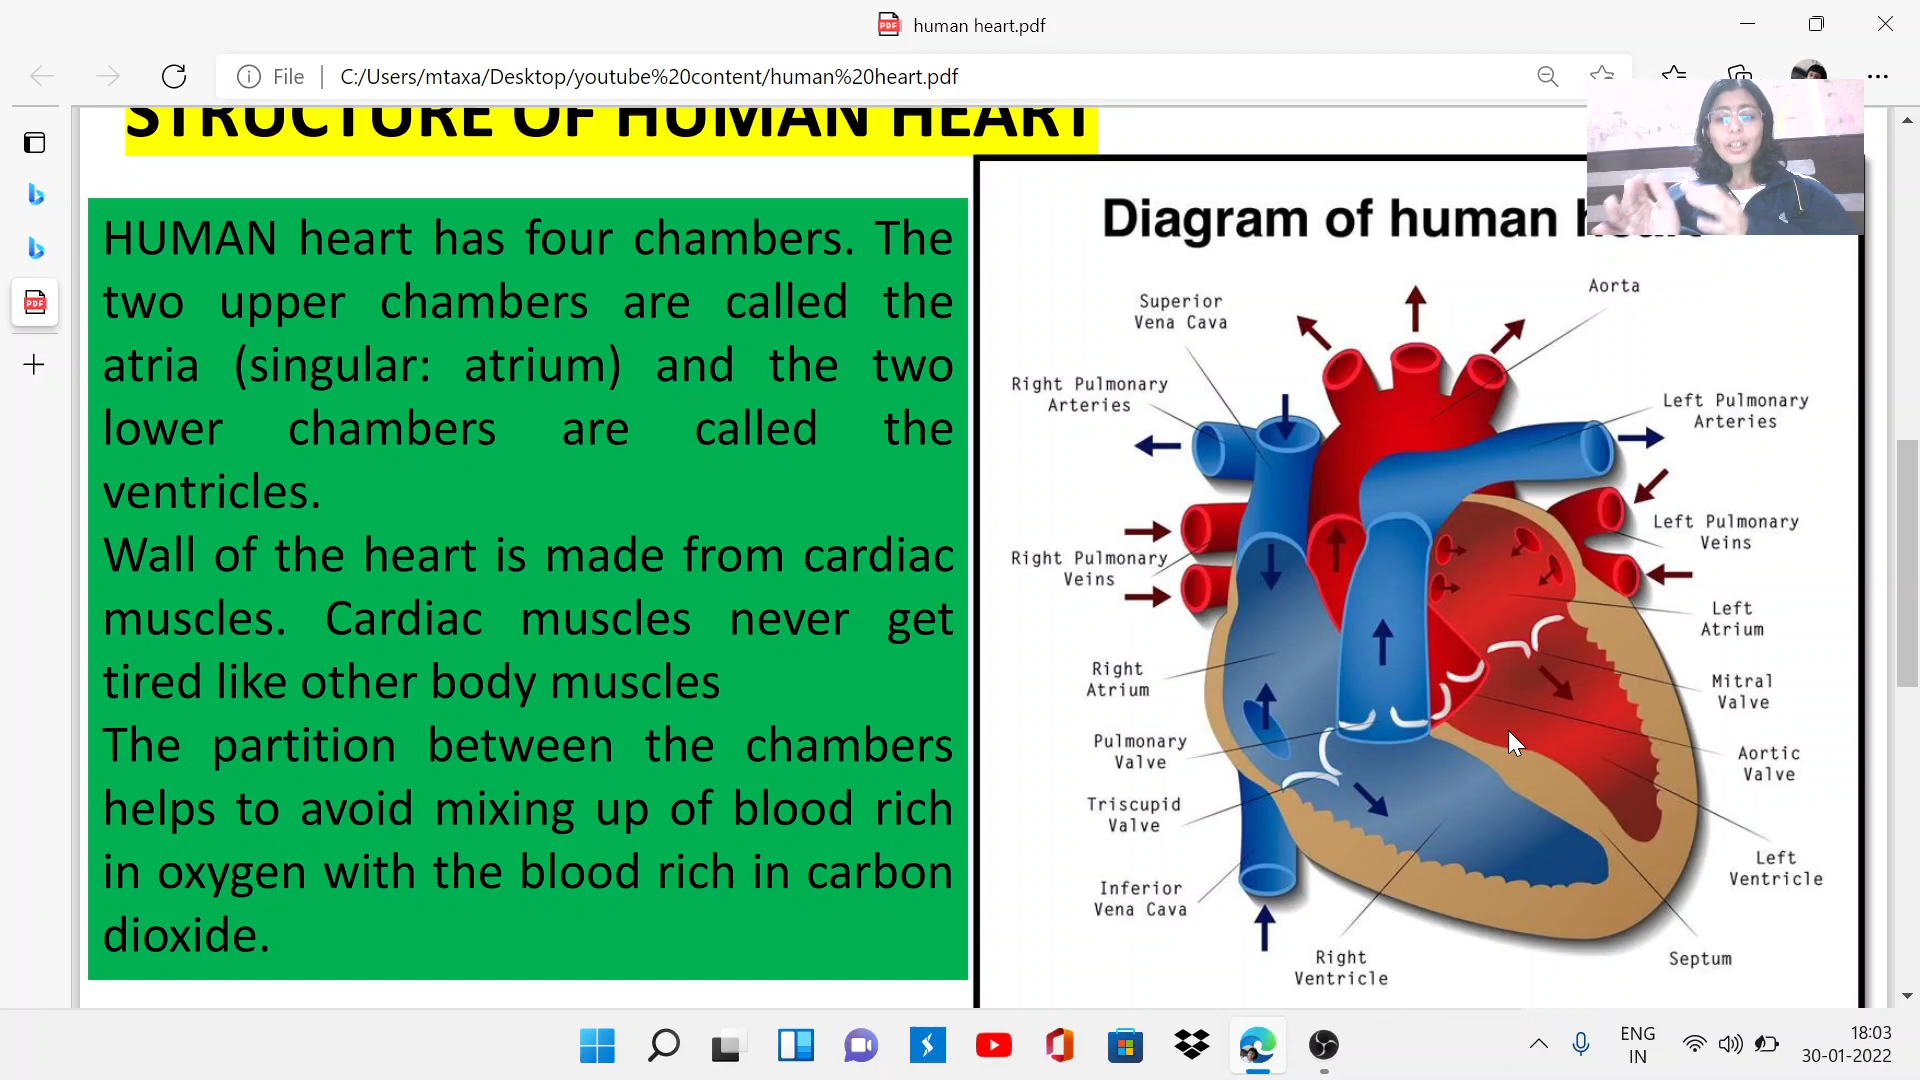 human heart.pdf
File
C:/Users/mtaxa/Desktop/youtube%20content/human%20heart.pdf
STRUCTURE OF HUMAN HEART
HUMAN heart has four chambers. The
two upper chambers are called the
atria (singular: atrium) and the two
lower chambers are called the
ventricles.
Wall of the heart is made from cardiac
muscles. Cardiac muscles never get
tired like other body muscles
The partition between the chambers
helps to avoid mixing up of blood rich
in oxygen with the blood rich in carbon
dioxide.
Diagram of human
Aorta
Superior
Vena Cava
Right Pulmonary
Arteries
Left Pulmonary
Arteries
Left Pulmonary
Veins
Right Pulmonary
Veins
Left
Atrium
Right
Atrium
Mitral
Valve
Pulmonary
Valve
Aortic
Valve
Triscupid
Valve
Left
Ventricle
Inferior
Vena Cava
Right
Ventricle
Septum
PDF
PDF
ENG
IN
18:03
30-01-2022